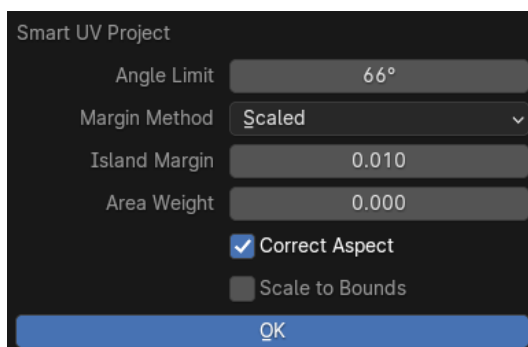 Smart UV Project
Angle Limit 66°
Margin Method Scaled
Island Margin 0.010
Area Weight 0.000
Correct Aspect
Scale to Bounds
OK